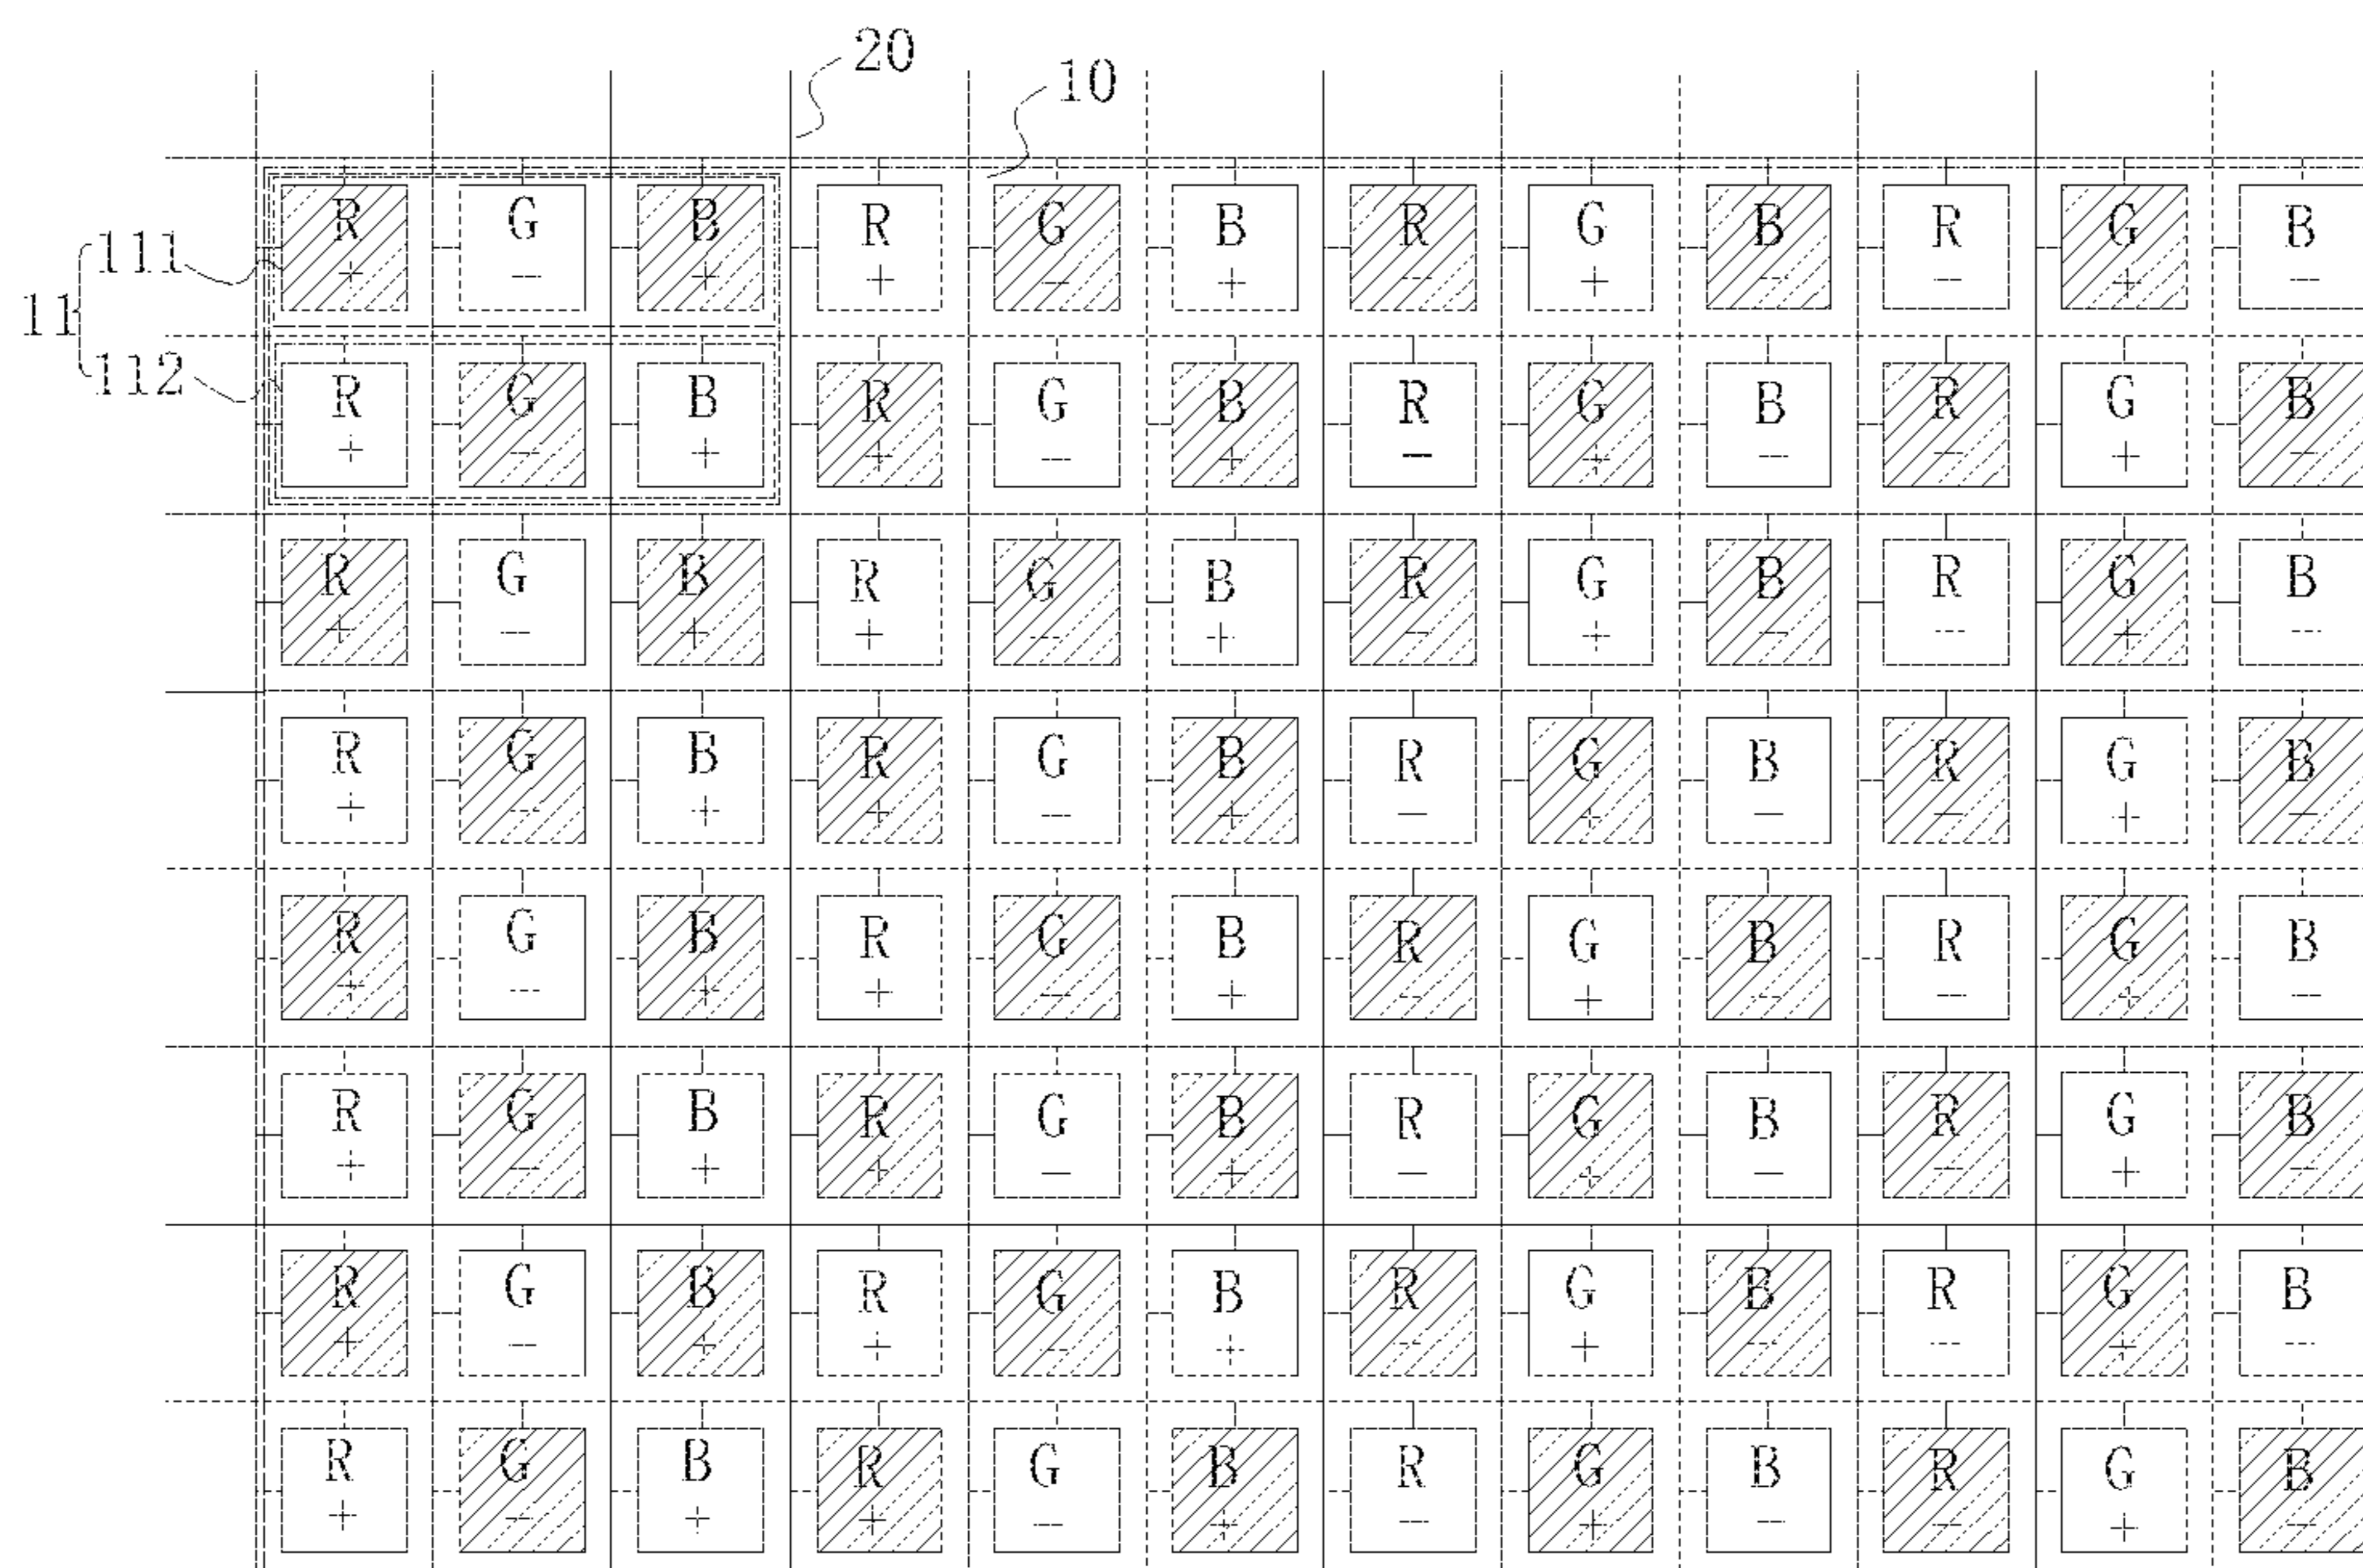 20
10
R G B R G B R G B R G B
111 + - + + - + - + - - + -
11
112 R G B R G B R G B R G B
+ - + + - + - + - - + -
R G B R G B R G B R G B
+ - + + - + - + - - + -
R G B R G B R G B R G B
+ - + + - + - + - - + -
R G B R G B R G B R G B
+ - + + - + - + - - + -
R G B R G B R G B R G B
+ - + + - + - + - - + -
R G B R G B R G B R G B
+ - + + - + - + - - + -
R G B R G B R G B R G B
+ - + + - + - + - - + -